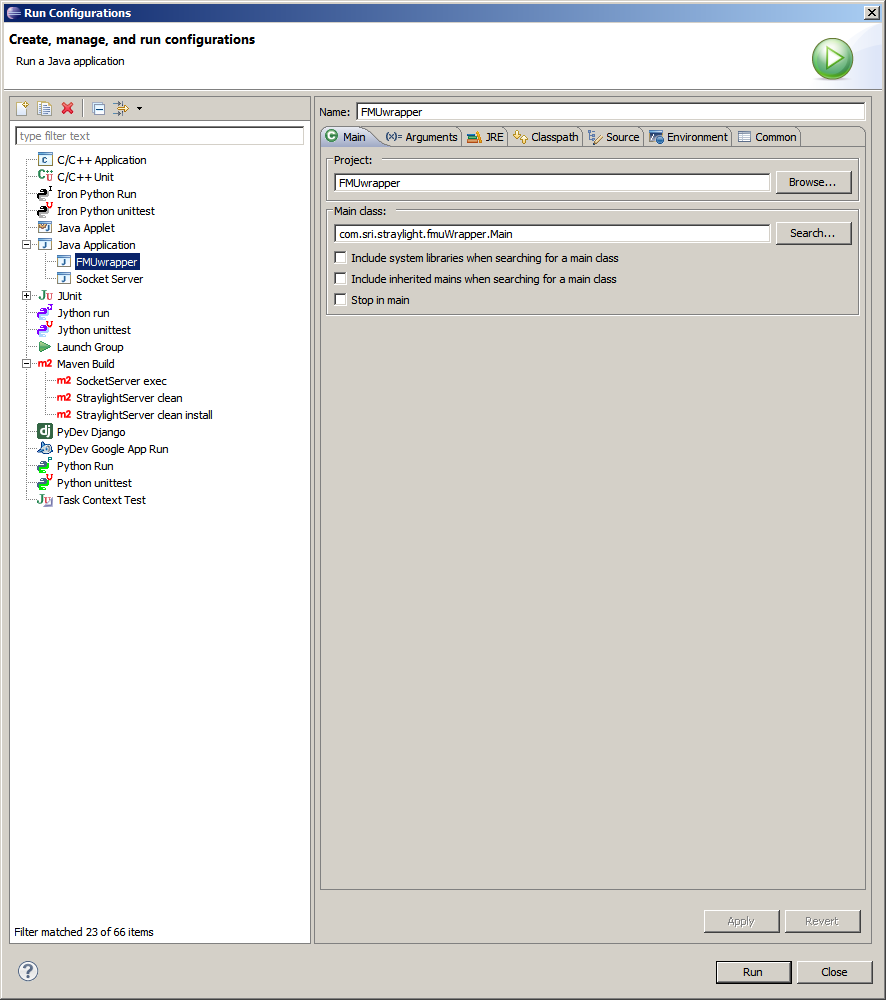 Run Configurations
Create, manage, and run configurations
Run a Java application
type filter text
C/C++ Application
C/C++ Unit
Iron Python Run
Iron Python unittest
Java Applet
Java Application
FMUwrapper
Socket Server
JUnit
Jython run
Jython unittest
Launch Group
Maven Build
SocketServer exec
StraylightServer clean
StraylightServer clean install
PyDev Django
PyDev Google App Run
Python Run
Python unittest
Task Context Test
Filter matched 23 of 66 items
Name: FMUwrapper
Main (x)= Arguments JRE Classpath Source Environment Common
Project:
FMUwrapper Browse...
Main class:
com.sri.straylight.fmuWrapper.Main Search...
Include system libraries when searching for a main class
Include inherited mains when searching for a main class
Stop in main
Apply Revert
? Run Close